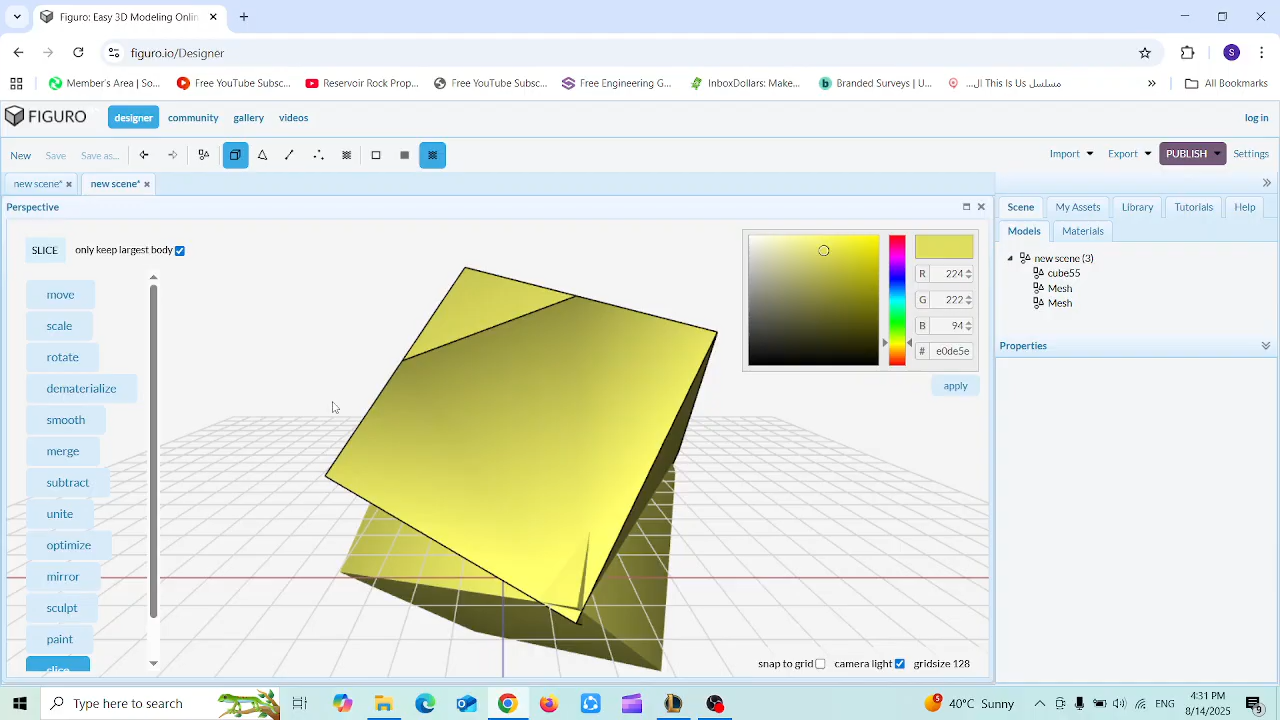 Figuro: Easy 3D Modeling Onlin
figuro.io/Designer
S
Member's Area | So...
Free YouTube Subsc...
Reservoir Rock Prop...
Free YouTube Subsc...
Free Engineering G...
InboxDollars: Make...
Branded Surveys | U...
مسلسل This Is Us ال...
All Bookmarks
FIGURO
designer
community
gallery
videos
log in
New
Save
Save as...
Import
Export
PUBLISH
Settings
new scene*
new scene*
Perspective
Scene
My Assets
Library
Tutorials
Help
Models
Materials
SLICE
only keep largest body
new scene (3)
cube55
Mesh
Mesh
R 224
G 222
B 94
# e0de5e
apply
Properties
move
scale
rotate
dematerialize
smooth
merge
subtract
unite
optimize
mirror
sculpt
paint
slice
snap to grid
camera light
gridsize 128
Type here to search
5
40°C Sunny
4:31 PM
8/14/2025